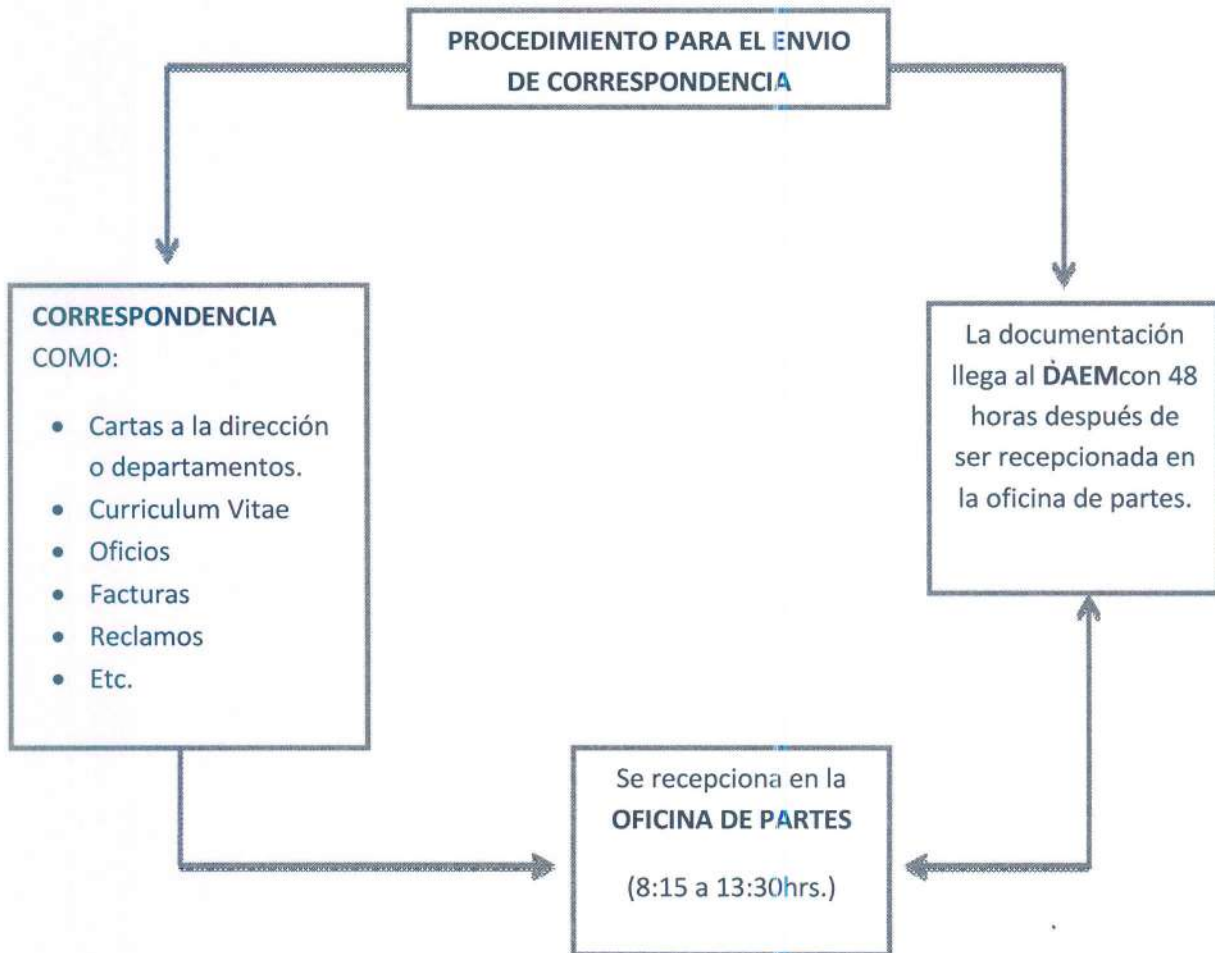 PROCEDIMIENTO PARA EL ENVIO
DE CORRESPONDENCIA
CORRESPONDENCIA
COMO:
• Cartas a la dirección
o departamentos.
• Curriculum Vitae
• Oficios
• Facturas
• Reclamos
• Etc.
La documentación
llega al DAEMcon 48
horas después de
ser recepcionada en
la oficina de partes.
Se recepciona en la
OFICINA DE PARTES
(8:15 a 13:30hrs.)